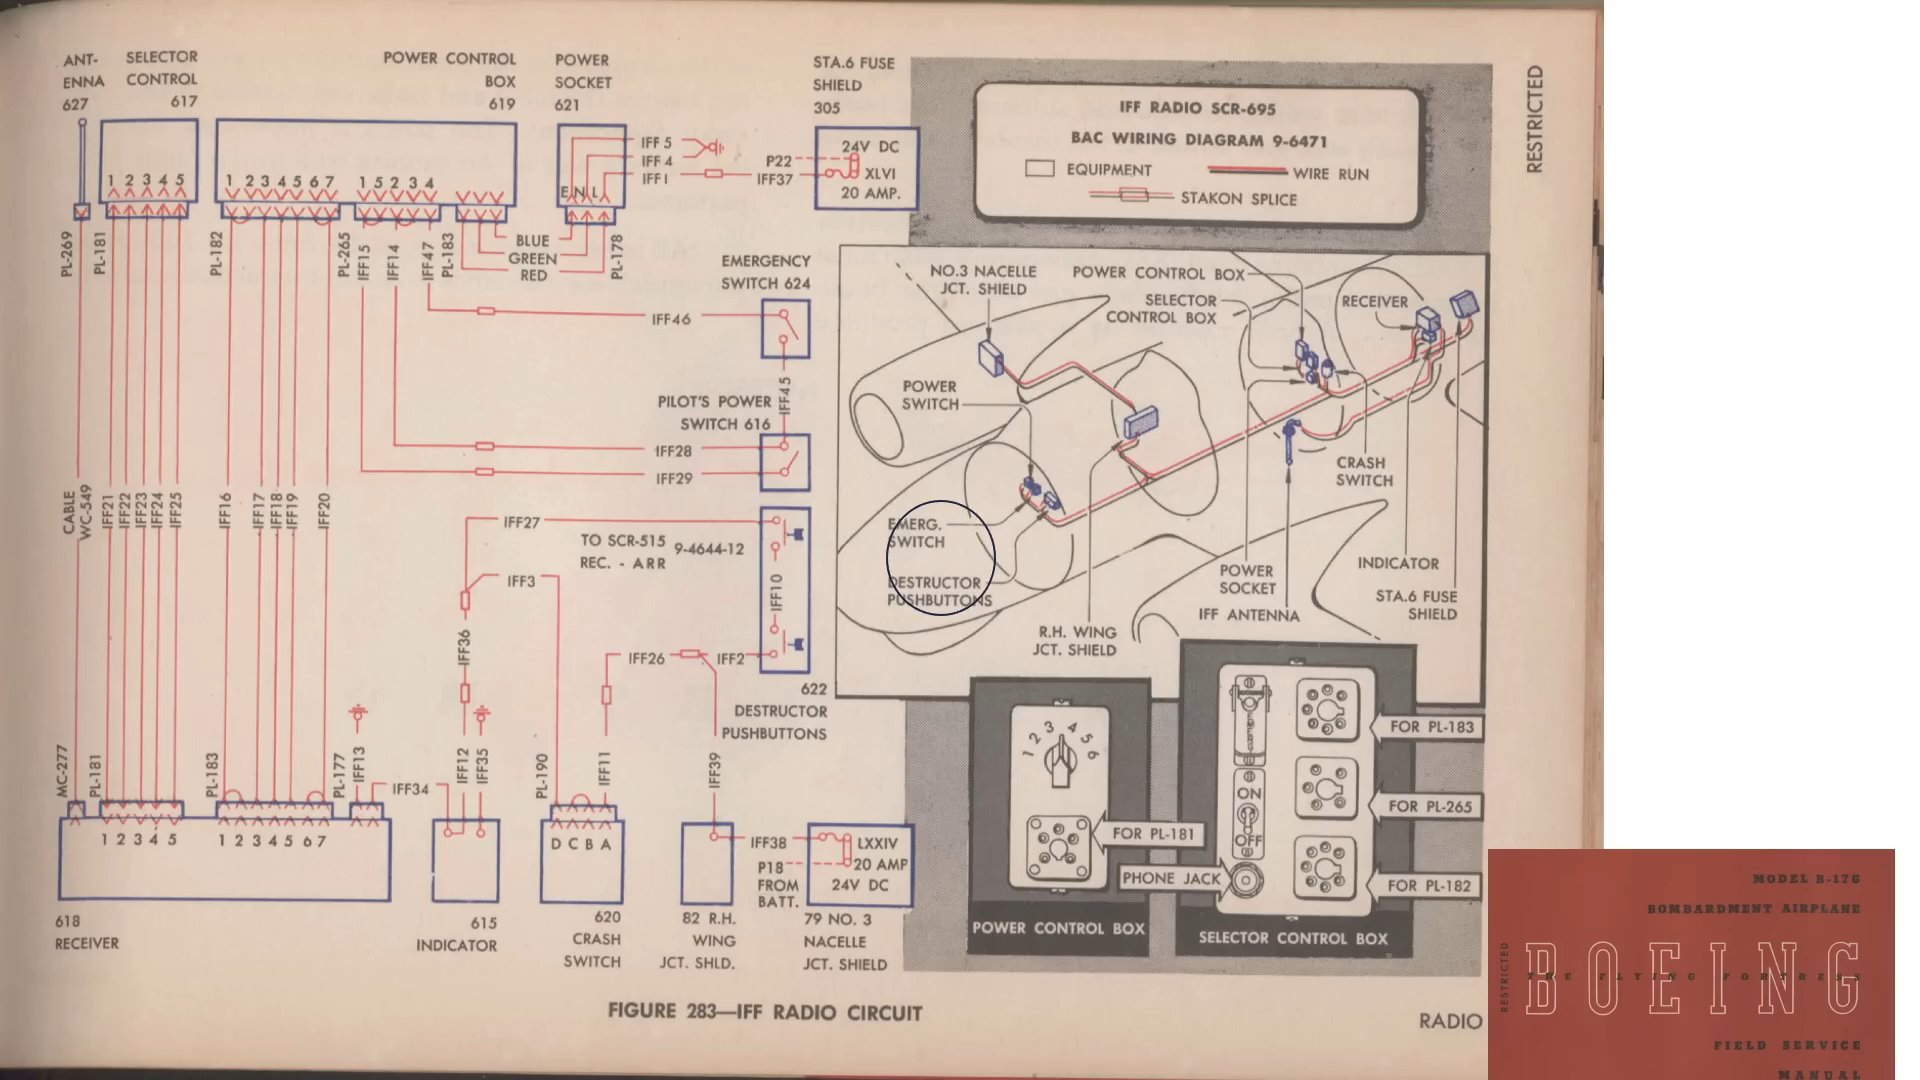 ANT-
ENNA
627
SELECTOR
CONTROL
617
POWER CONTROL
BOX
619
POWER
SOCKET
621
STA.6 FUSE
SHIELD
305
RESTRICTED
1 2 3 4 5
1 2 3 4 5 6 7
1 5 2 3 4
E N L
IFF 5
IFF 4
IFF 1
P22
IFF37
24V DC
XLVI
20 AMP.
IFF RADIO SCR-695
BAC WIRING DIAGRAM 9-6471
EQUIPMENT
WIRE RUN
STAKON SPLICE
PL-269
PL-181
PL-182
PL-265
IFF15
IFF14
IFF47
PL-183
BLUE
GREEN
RED
PL-178
EMERGENCY
SWITCH 624
IFF46
IFF45
PILOT'S POWER
SWITCH 616
IFF28
IFF29
CABLE
WC-549
IFF21
IFF22
IFF23
IFF24
IFF25
IFF16
IFF17
IFF18
IFF19
IFF20
IFF27
TO SCR-515
REC. - ARR
9-4644-12
IFF3
IFF10
IFF36
IFF26
IFF2
622
DESTRUCTOR
PUSHBUTTONS
MC-277
PL-181
PL-183
PL-177
IFF13
IFF34
IFF12
IFF35
PL-190
IFF11
IFF39
1 2 3 4 5
1 2 3 4 5 6 7
D C B A
IFF38
P18
FROM
BATT.
LXXIV
20 AMP
24V DC
618
RECEIVER
615
INDICATOR
620
CRASH
SWITCH
82 R.H.
WING
JCT. SHLD.
79 NO. 3
NACELLE
JCT. SHIELD
NO.3 NACELLE
JCT. SHIELD
POWER CONTROL BOX
SELECTOR
CONTROL BOX
RECEIVER
POWER
SWITCH
EMERG.
SWITCH
DESTRUCTOR
PUSHBUTTONS
R.H. WING
JCT. SHIELD
POWER
SOCKET
IFF ANTENNA
CRASH
SWITCH
INDICATOR
STA.6 FUSE
SHIELD
1 2 3 4 5 6
FOR PL-181
POWER CONTROL BOX
EMERG
ON
OFF
PHONE JACK
FOR PL-183
FOR PL-265
FOR PL-182
SELECTOR CONTROL BOX
FIGURE 283—IFF RADIO CIRCUIT
RADIO
MODEL B-17G
BOMBARDMENT AIRPLANE
RESTRICTED
BOEING
THE FLYING FORTRESS
FIELD SERVICE
MANUAL